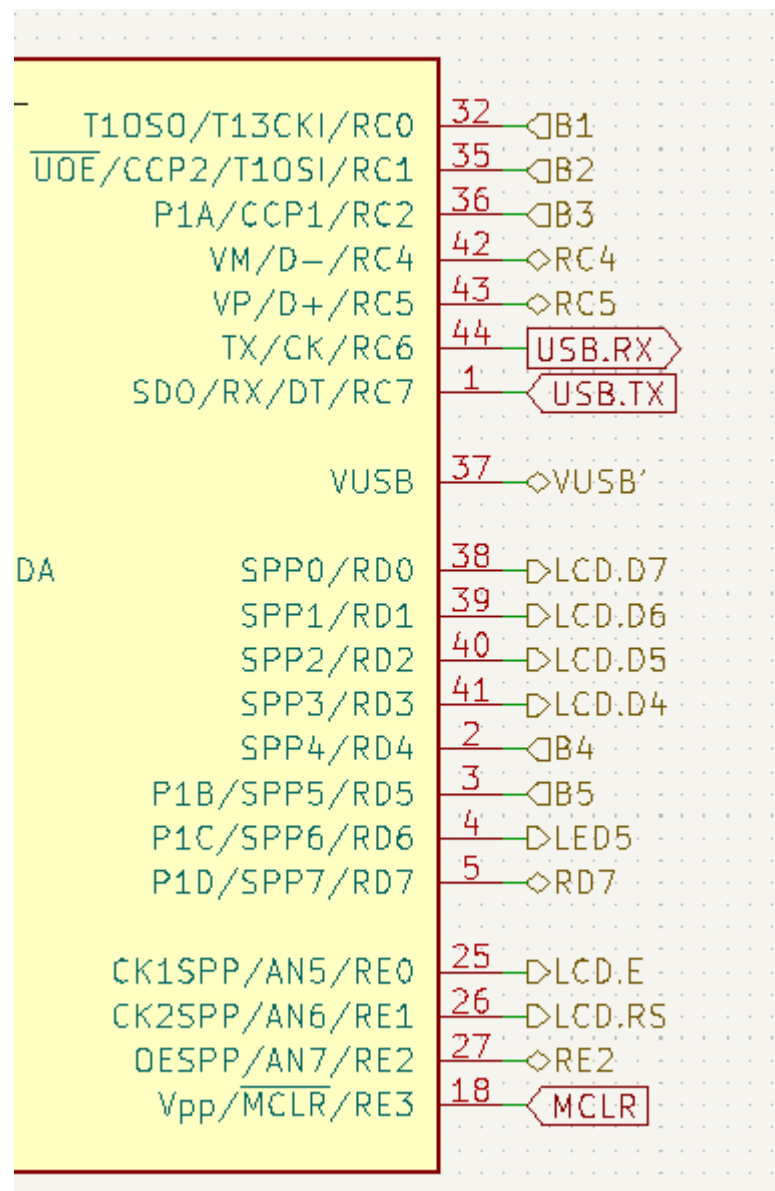 T1OSO/T13CKI/RC0 32 B1
UOE/CCP2/T1OSI/RC1 35 B2
P1A/CCP1/RC2 36 B3
VM/D-/RC4 42 RC4
VP/D+/RC5 43 RC5
TX/CK/RC6 44 USB.RX
SDO/RX/DT/RC7 1 USB.TX
VUSB 37 VUSB'
DA SPP0/RD0 38 LCD.D7
SPP1/RD1 39 LCD.D6
SPP2/RD2 40 LCD.D5
SPP3/RD3 41 LCD.D4
SPP4/RD4 2 B4
P1B/SPP5/RD5 3 B5
P1C/SPP6/RD6 4 LED5
P1D/SPP7/RD7 5 RD7
CK1SPP/AN5/RE0 25 LCD.E
CK2SPP/AN6/RE1 26 LCD.RS
OESPP/AN7/RE2 27 RE2
Vpp/MCLR/RE3 18 MCLR